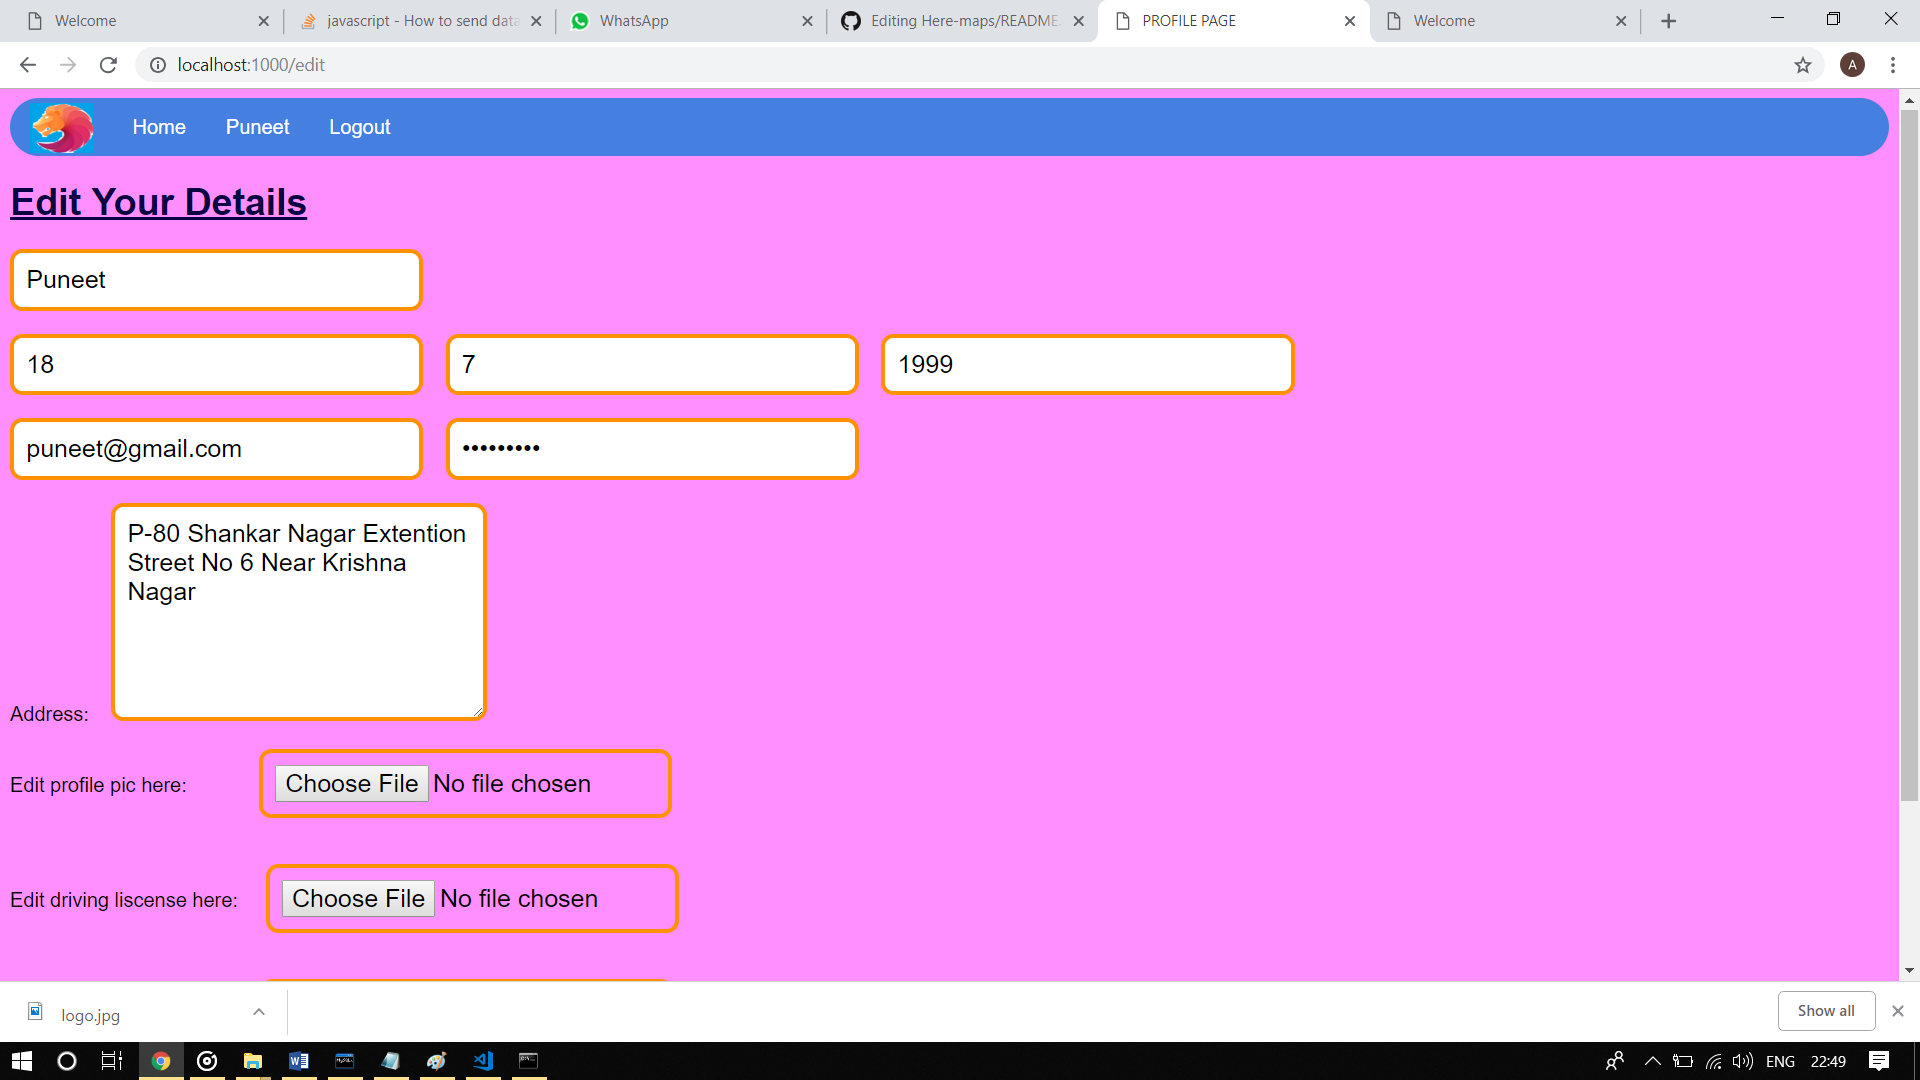 Welcome
javascript - How to send data
WhatsApp
Editing Here-maps/README.
PROFILE PAGE
Welcome
localhost:1000/edit
A
Home
Puneet
Logout
Edit Your Details
Puneet
18
7
1999
puneet@gmail.com
•••••••••
P-80 Shankar Nagar Extention
Street No 6 Near Krishna
Nagar
Address:
Edit profile pic here:
Choose File No file chosen
Edit driving liscense here:
Choose File No file chosen
logo.jpg
Show all
ENG
22:49